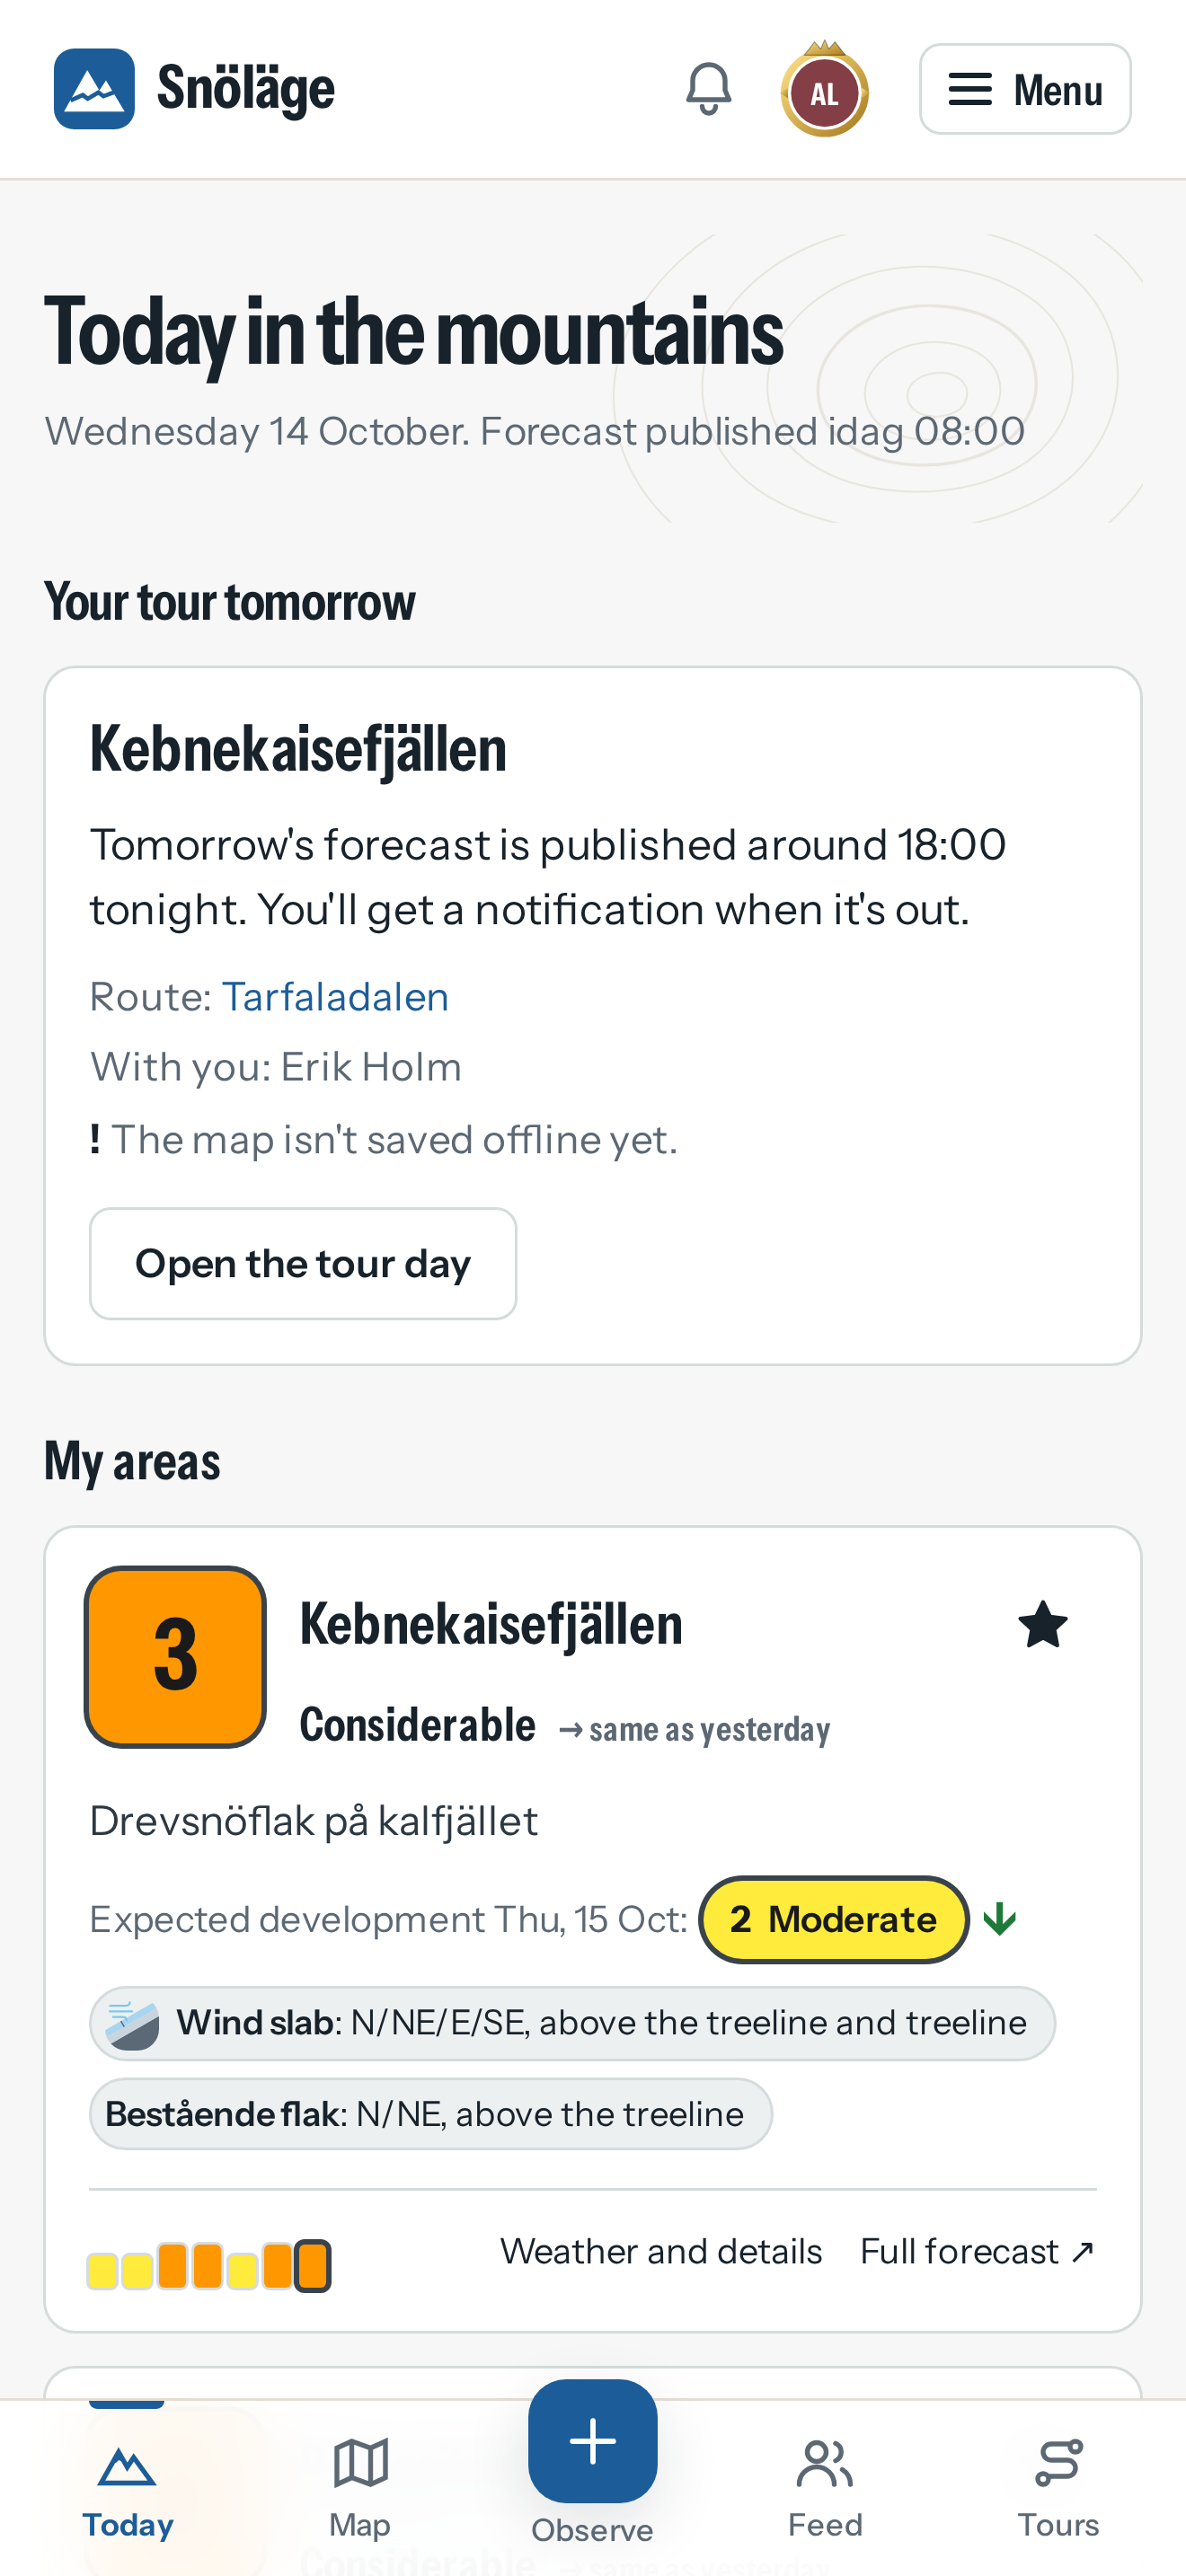 Snöläge
AL
Menu
Today in the mountains
Wednesday 14 October. Forecast published idag 08:00
Your tour tomorrow
Kebnekaisefjällen
Tomorrow's forecast is published around 18:00
tonight. You'll get a notification when it's out.
Route: Tarfaladalen
With you: Erik Holm
! The map isn't saved offline yet.
Open the tour day
My areas
3
Kebnekaisefjällen
Considerable → same as yesterday
Drevsnöflak på kalfjället
Expected development Thu, 15 Oct: 2 Moderate ↓
Wind slab: N/NE/E/SE, above the treeline and treeline
Bestående flak: N/NE, above the treeline
Weather and details Full forecast ↗
Today
Map
Observe
Feed
Tours
Considerable → same as yesterday